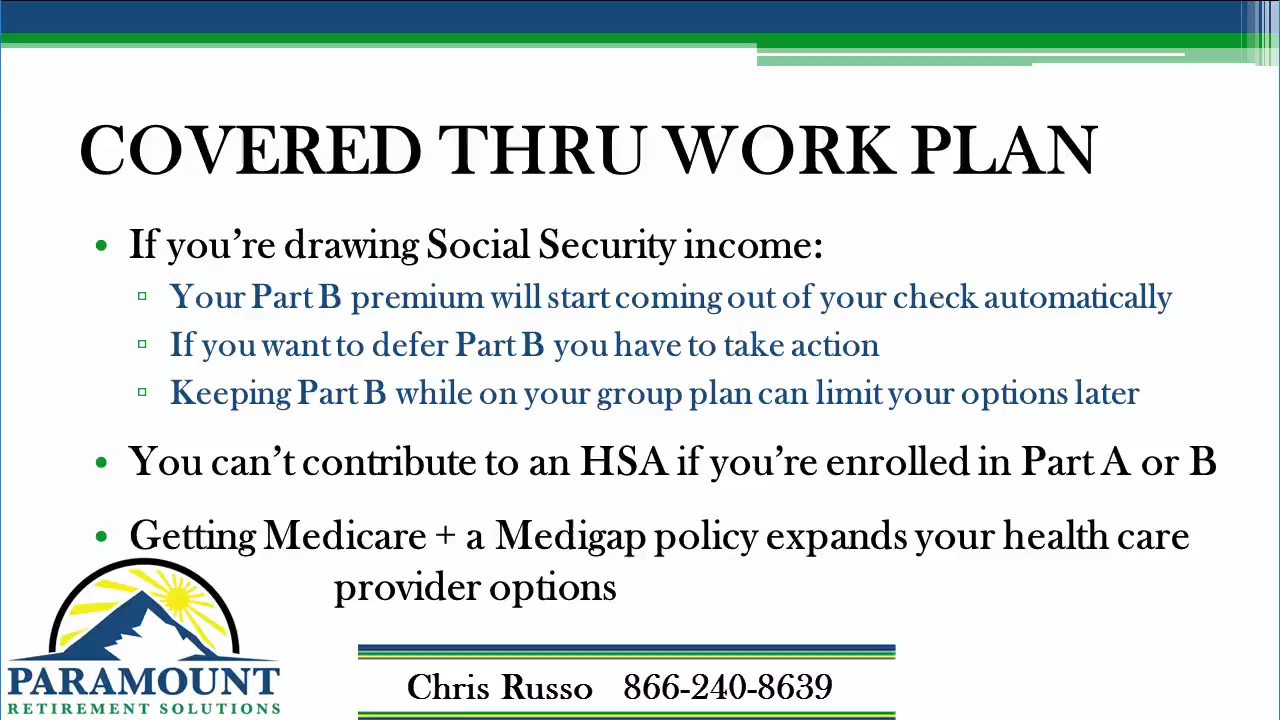 COVERED THRU WORK PLAN
• If you’re drawing Social Security income:
▫ Your Part B premium will start coming out of your check automatically
▫ If you want to defer Part B you have to take action
▫ Keeping Part B while on your group plan can limit your options later
• You can’t contribute to an HSA if you’re enrolled in Part A or B
• Getting Medicare + a Medigap policy expands your health care
provider options
PARAMOUNT
RETIREMENT SOLUTIONS
Chris Russo 866-240-8639